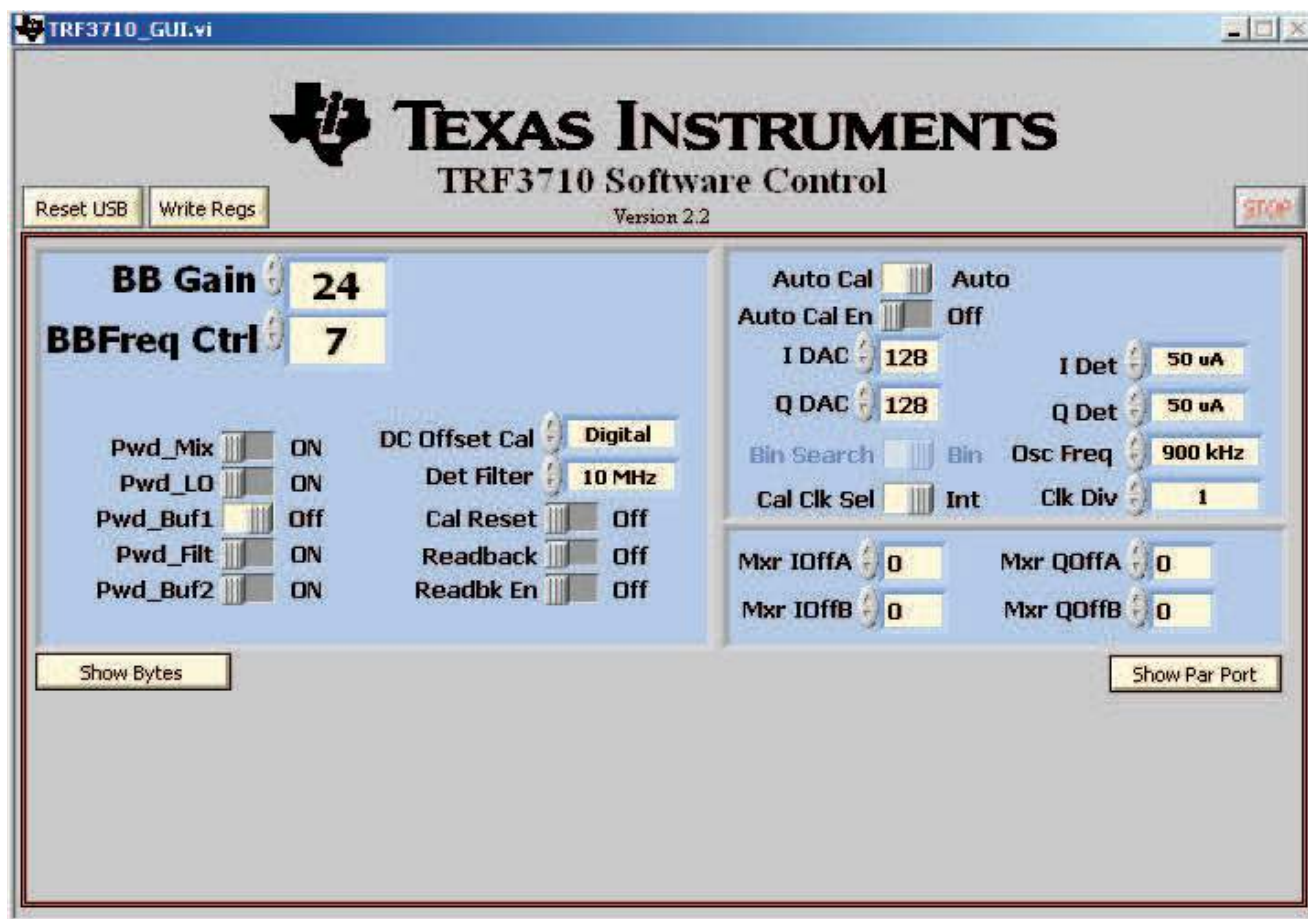 TRF3710_GUI.vi
TEXAS INSTRUMENTS
TRF3710 Software Control
Version 2.2
Reset USB
Write Regs
STOP
BB Gain 24
BBFreq Ctrl 7
Pwd_Mix ON
Pwd_LO ON
Pwd_Buf1 Off
Pwd_Filt ON
Pwd_Buf2 ON
DC Offset Cal Digital
Det Filter 10 MHz
Cal Reset Off
Readback Off
Readbk En Off
Auto Cal Auto
Auto Cal En Off
I DAC 128
Q DAC 128
Bin Search Bin
Cal Clk Sel Int
I Det 50 uA
Q Det 50 uA
Osc Freq 900 kHz
Clk Div 1
Mxr IOffA 0
Mxr QOffA 0
Mxr IOffB 0
Mxr QOffB 0
Show Bytes
Show Par Port